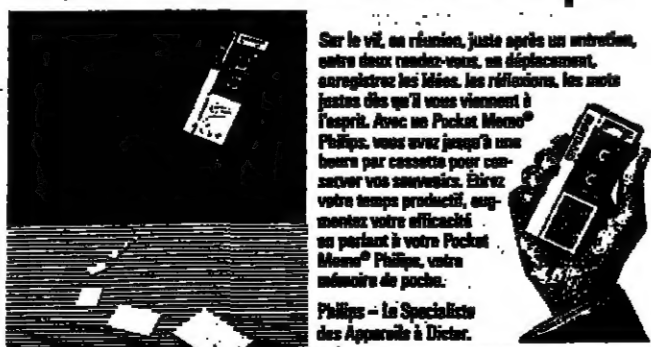 Sur le vif, en réunion, juste après un entretien,
entre deux rendez-vous, en déplacement,
enregistrez les idées, les réflexions, les mots
justes dès qu'il vous viennent à
l'esprit. Avec un Pocket Memo®
Philips, vous avez jusqu'à une
heure par cassette pour con-
server vos souvenirs. Étirez
votre temps productif, aug-
mentez votre efficacité
en parlant à votre Pocket
Memo® Philips, votre
mémoire de poche.
Philips – Le Specialiste
des Appareils à Dicter.